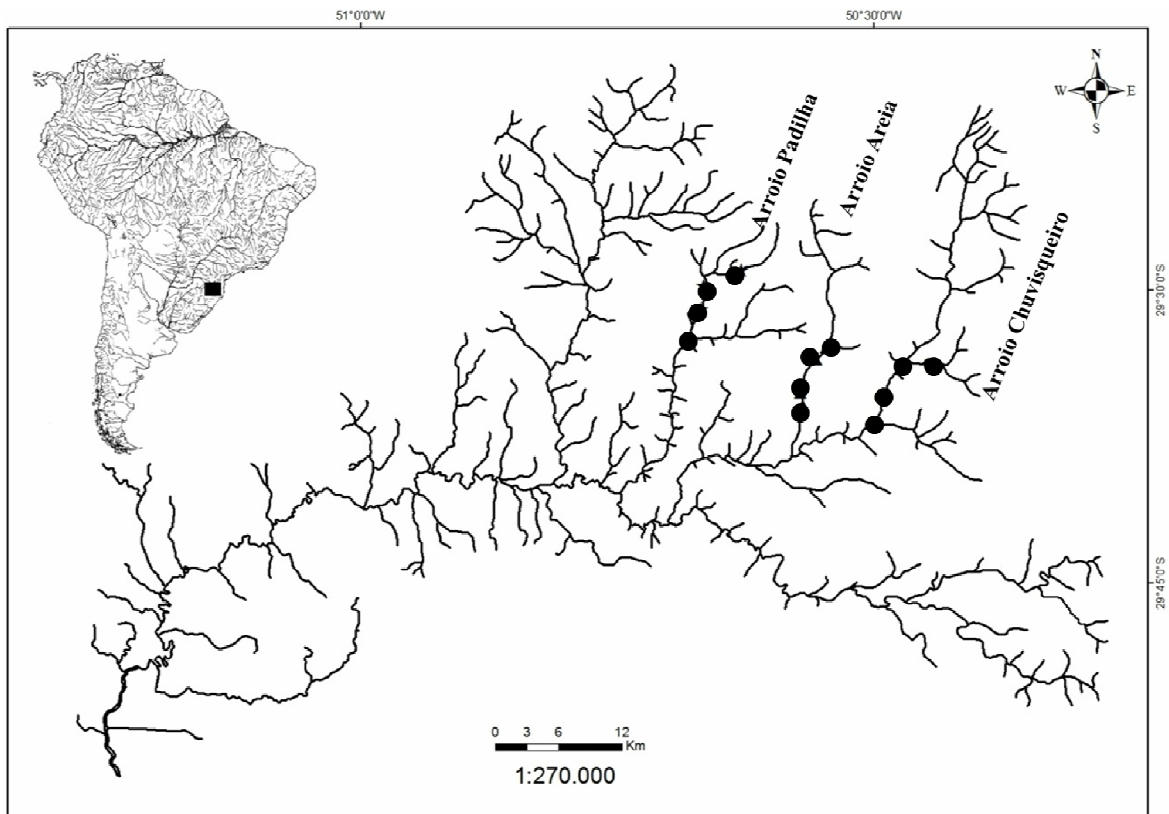 51°0'0"W
50°30'0"W
N
W
E
S
Arroio Padilha
Arroio Areia
Arroio Chuvisqueiro
29°30'0"S
29°45'0"S
0 3 6 12
Km
1:270.000